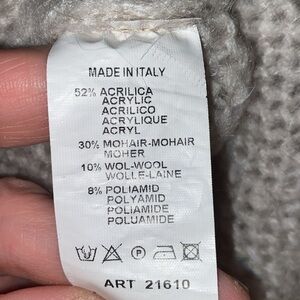 MADE IN ITALY
52% ACRILICA
ACRYLIC
ACRILICO
ACRYLIQUE
ACRYL
30% MOHAIR-MOHAIR
MOHER
10% WOL-WOOL
WOLLE-LAINE
8% POLIAMID
POLYAMID
POLIAMIDE
POLUAMIDE
P
ART 21610